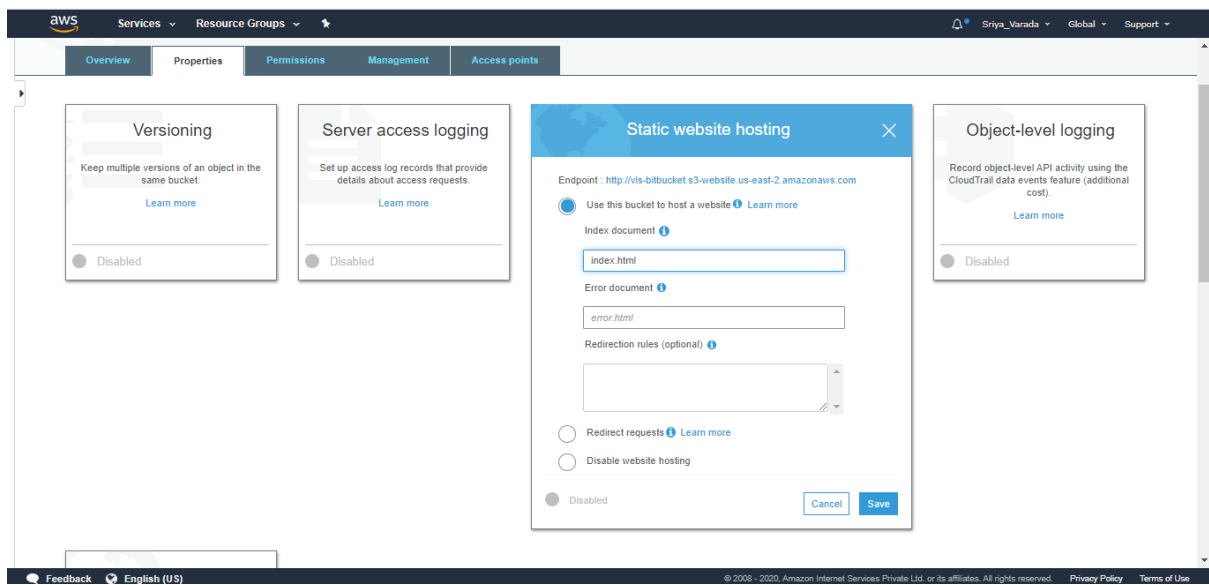 aws Services Resource Groups Sriya_Varada Global Support
Overview Properties Permissions Management Access points
Versioning
Keep multiple versions of an object in the
same bucket.
Learn more
Disabled
Server access logging
Set up access log records that provide
details about access requests.
Learn more
Disabled
Static website hosting
Endpoint : http://vls-bitbucket.s3-website.us-east-2.amazonaws.com
Use this bucket to host a website Learn more
Index document
index.html
Error document
error.html
Redirection rules (optional)
Redirect requests Learn more
Disable website hosting
Disabled Cancel Save
Object-level logging
Record object-level API activity using the
CloudTrail data events feature (additional
cost).
Learn more
Disabled
Feedback English (US) © 2008 - 2020, Amazon Internet Services Private Ltd. or its affiliates. All rights reserved. Privacy Policy Terms of Use